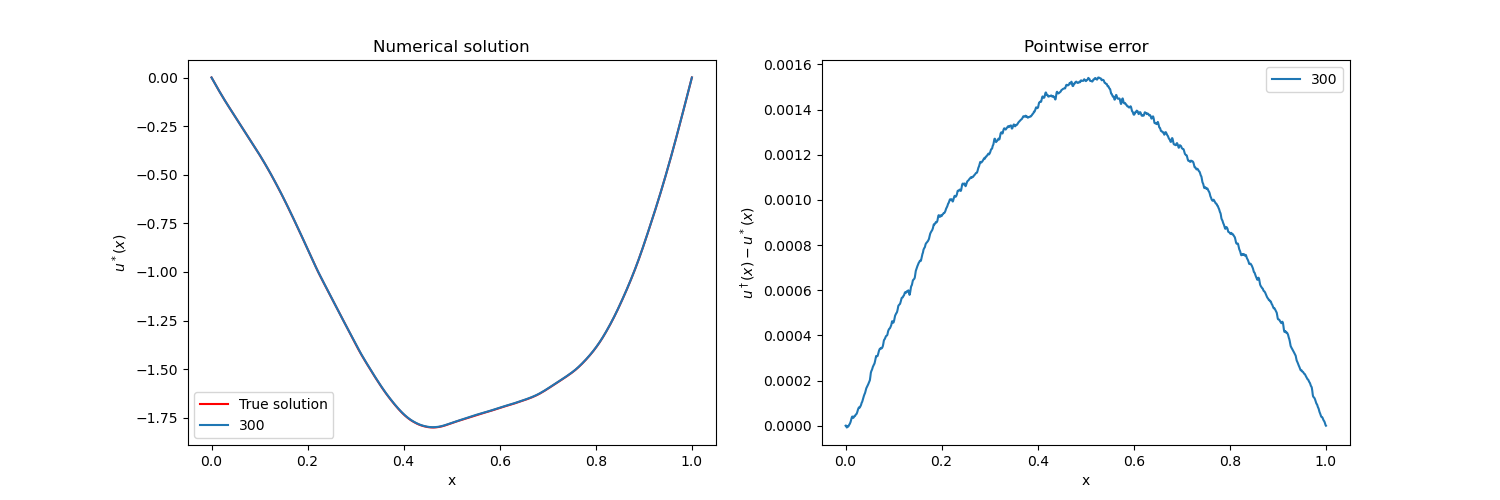 Numerical solution
0.00
−0.25
−0.50
−0.75
−1.00
−1.25
−1.50
−1.75
u*(x)
True solution
300
0.0 0.2 0.4 0.6 0.8 1.0
x
Pointwise error
0.0016
0.0014
0.0012
0.0010
0.0008
0.0006
0.0004
0.0002
0.0000
u†(x) − u*(x)
300
0.0 0.2 0.4 0.6 0.8 1.0
x